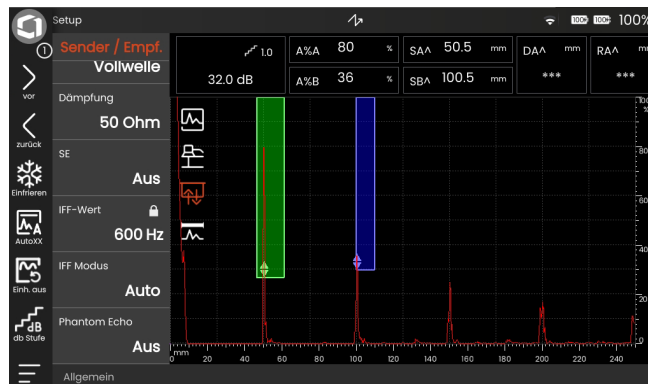 Setup
100%
1
Sender / Empf.
Vollwelle
vor
Dämpfung
50 Ohm
zurück
SE
Aus
Einfrieren
IFF-Wert
600 Hz
AutoXX
IFF Modus
Auto
Einh. aus
Phantom Echo
Aus
db Stufe
dB
Allgemein
1.0
32.0 dB
A%A 80 %
A%B 36 %
SA^ 50.5 mm
SB^ 100.5 mm
DA^ mm
***
RA^ mm
***
100
%
80
60
40
20
0
mm 20 40 60 80 100 120 140 160 180 200 220 240